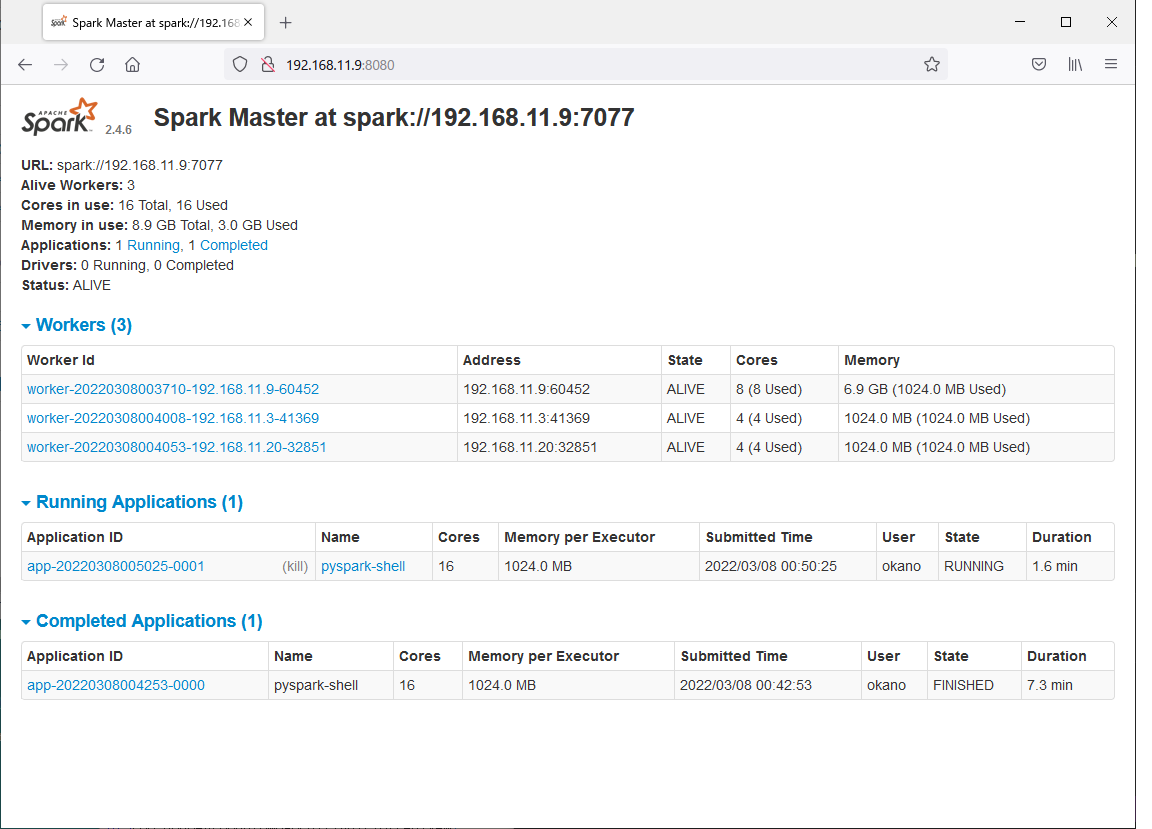 Spark Master at spark://192.168
192.168.11.9:8080
APACHE
Spark 2.4.6 Spark Master at spark://192.168.11.9:7077
URL: spark://192.168.11.9:7077
Alive Workers: 3
Cores in use: 16 Total, 16 Used
Memory in use: 8.9 GB Total, 3.0 GB Used
Applications: 1 Running, 1 Completed
Drivers: 0 Running, 0 Completed
Status: ALIVE
Workers (3)
Worker Id Address State Cores Memory
worker-20220308003710-192.168.11.9-60452 192.168.11.9:60452 ALIVE 8 (8 Used) 6.9 GB (1024.0 MB Used)
worker-20220308004008-192.168.11.3-41369 192.168.11.3:41369 ALIVE 4 (4 Used) 1024.0 MB (1024.0 MB Used)
worker-20220308004053-192.168.11.20-32851 192.168.11.20:32851 ALIVE 4 (4 Used) 1024.0 MB (1024.0 MB Used)
Running Applications (1)
Application ID Name Cores Memory per Executor Submitted Time User State Duration
app-20220308005025-0001 (kill) pyspark-shell 16 1024.0 MB 2022/03/08 00:50:25 okano RUNNING 1.6 min
Completed Applications (1)
Application ID Name Cores Memory per Executor Submitted Time User State Duration
app-20220308004253-0000 pyspark-shell 16 1024.0 MB 2022/03/08 00:42:53 okano FINISHED 7.3 min